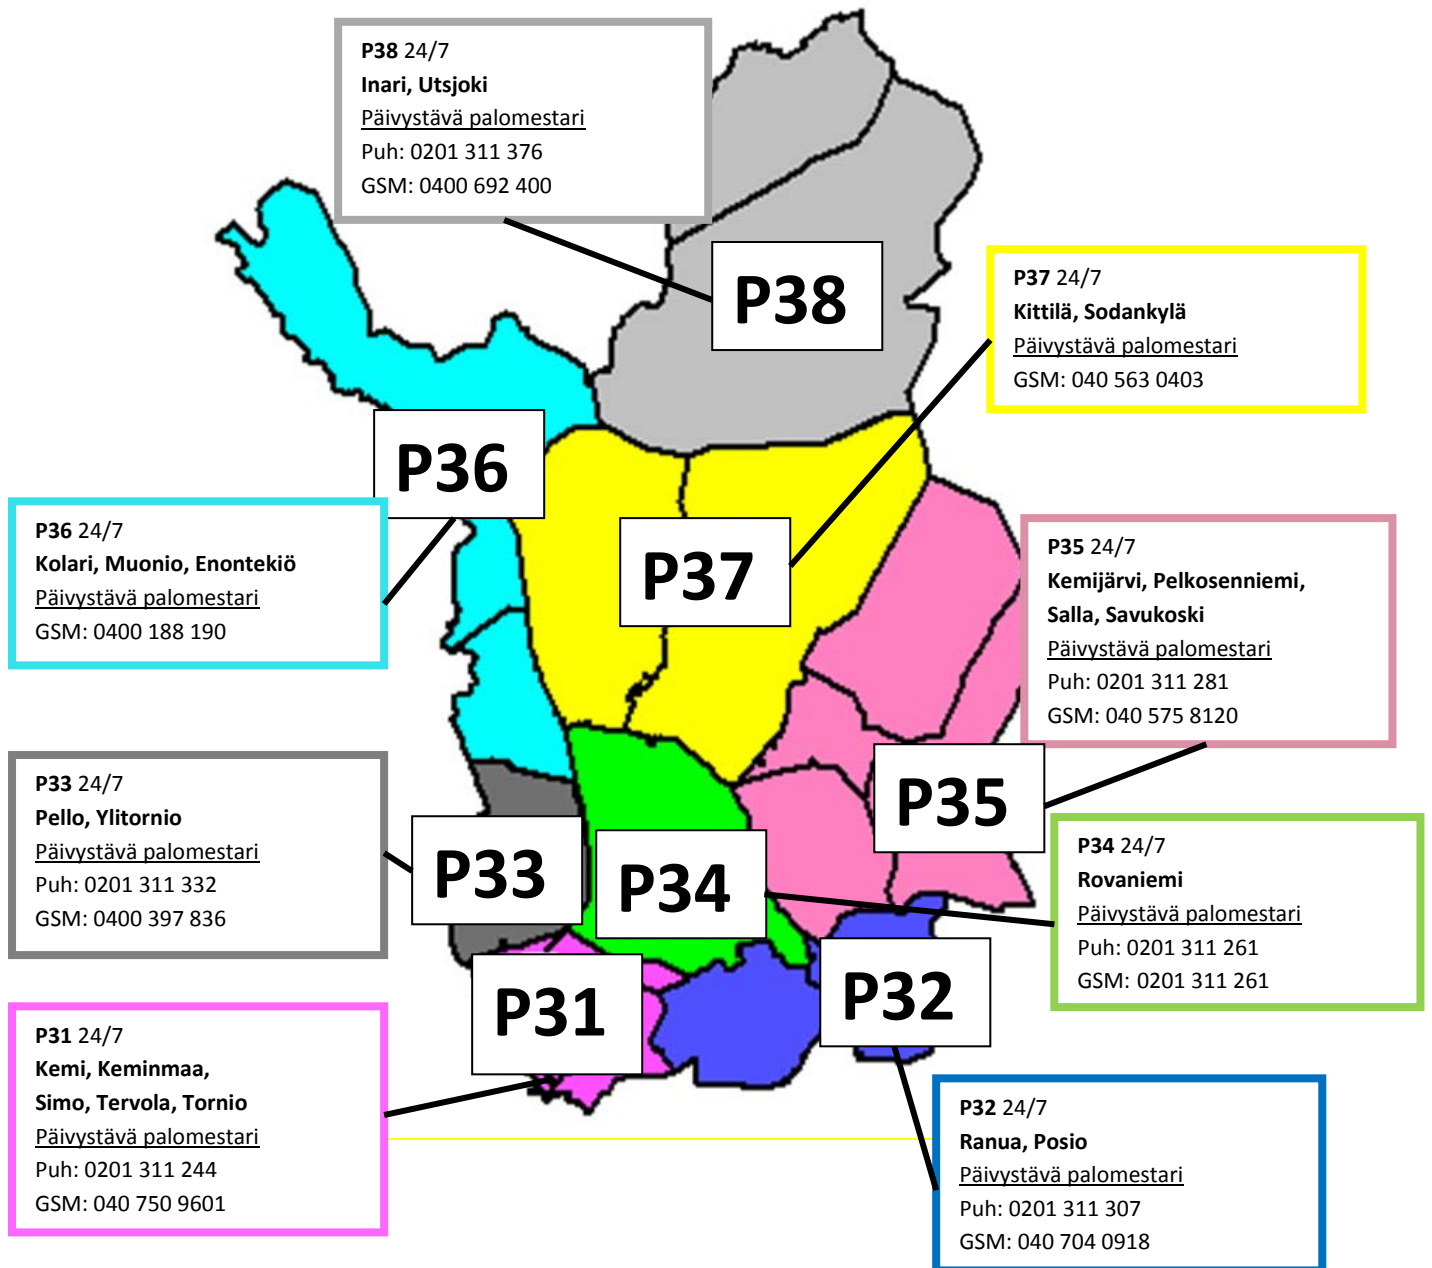 P38 24/7
Inari, Utsjoki
Päivystävä palomestari
Puh: 0201 311 376
GSM: 0400 692 400
P38
P37 24/7
Kittilä, Sodankylä
Päivystävä palomestari
GSM: 040 563 0403
P36
P36 24/7
Kolari, Muonio, Enontekiö
Päivystävä palomestari
GSM: 0400 188 190
P37
P35 24/7
Kemijärvi, Pelkosenniemi,
Salla, Savukoski
Päivystävä palomestari
Puh: 0201 311 281
GSM: 040 575 8120
P35
P33 24/7
Pello, Ylitornio
Päivystävä palomestari
Puh: 0201 311 332
GSM: 0400 397 836
P33
P34
P34 24/7
Rovaniemi
Päivystävä palomestari
Puh: 0201 311 261
GSM: 0201 311 261
P31
P32
P31 24/7
Kemi, Keminmaa,
Simo, Tervola, Tornio
Päivystävä palomestari
Puh: 0201 311 244
GSM: 040 750 9601
P32 24/7
Ranua, Posio
Päivystävä palomestari
Puh: 0201 311 307
GSM: 040 704 0918